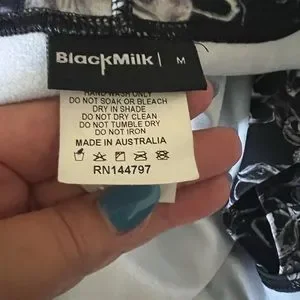 BlackMilk | M
HAND WASH ONLY
DO NOT SOAK OR BLEACH
DRY IN SHADE
DO NOT DRY CLEAN
DO NOT TUMBLE DRY
DO NOT IRON
MADE IN AUSTRALIA
RN144797